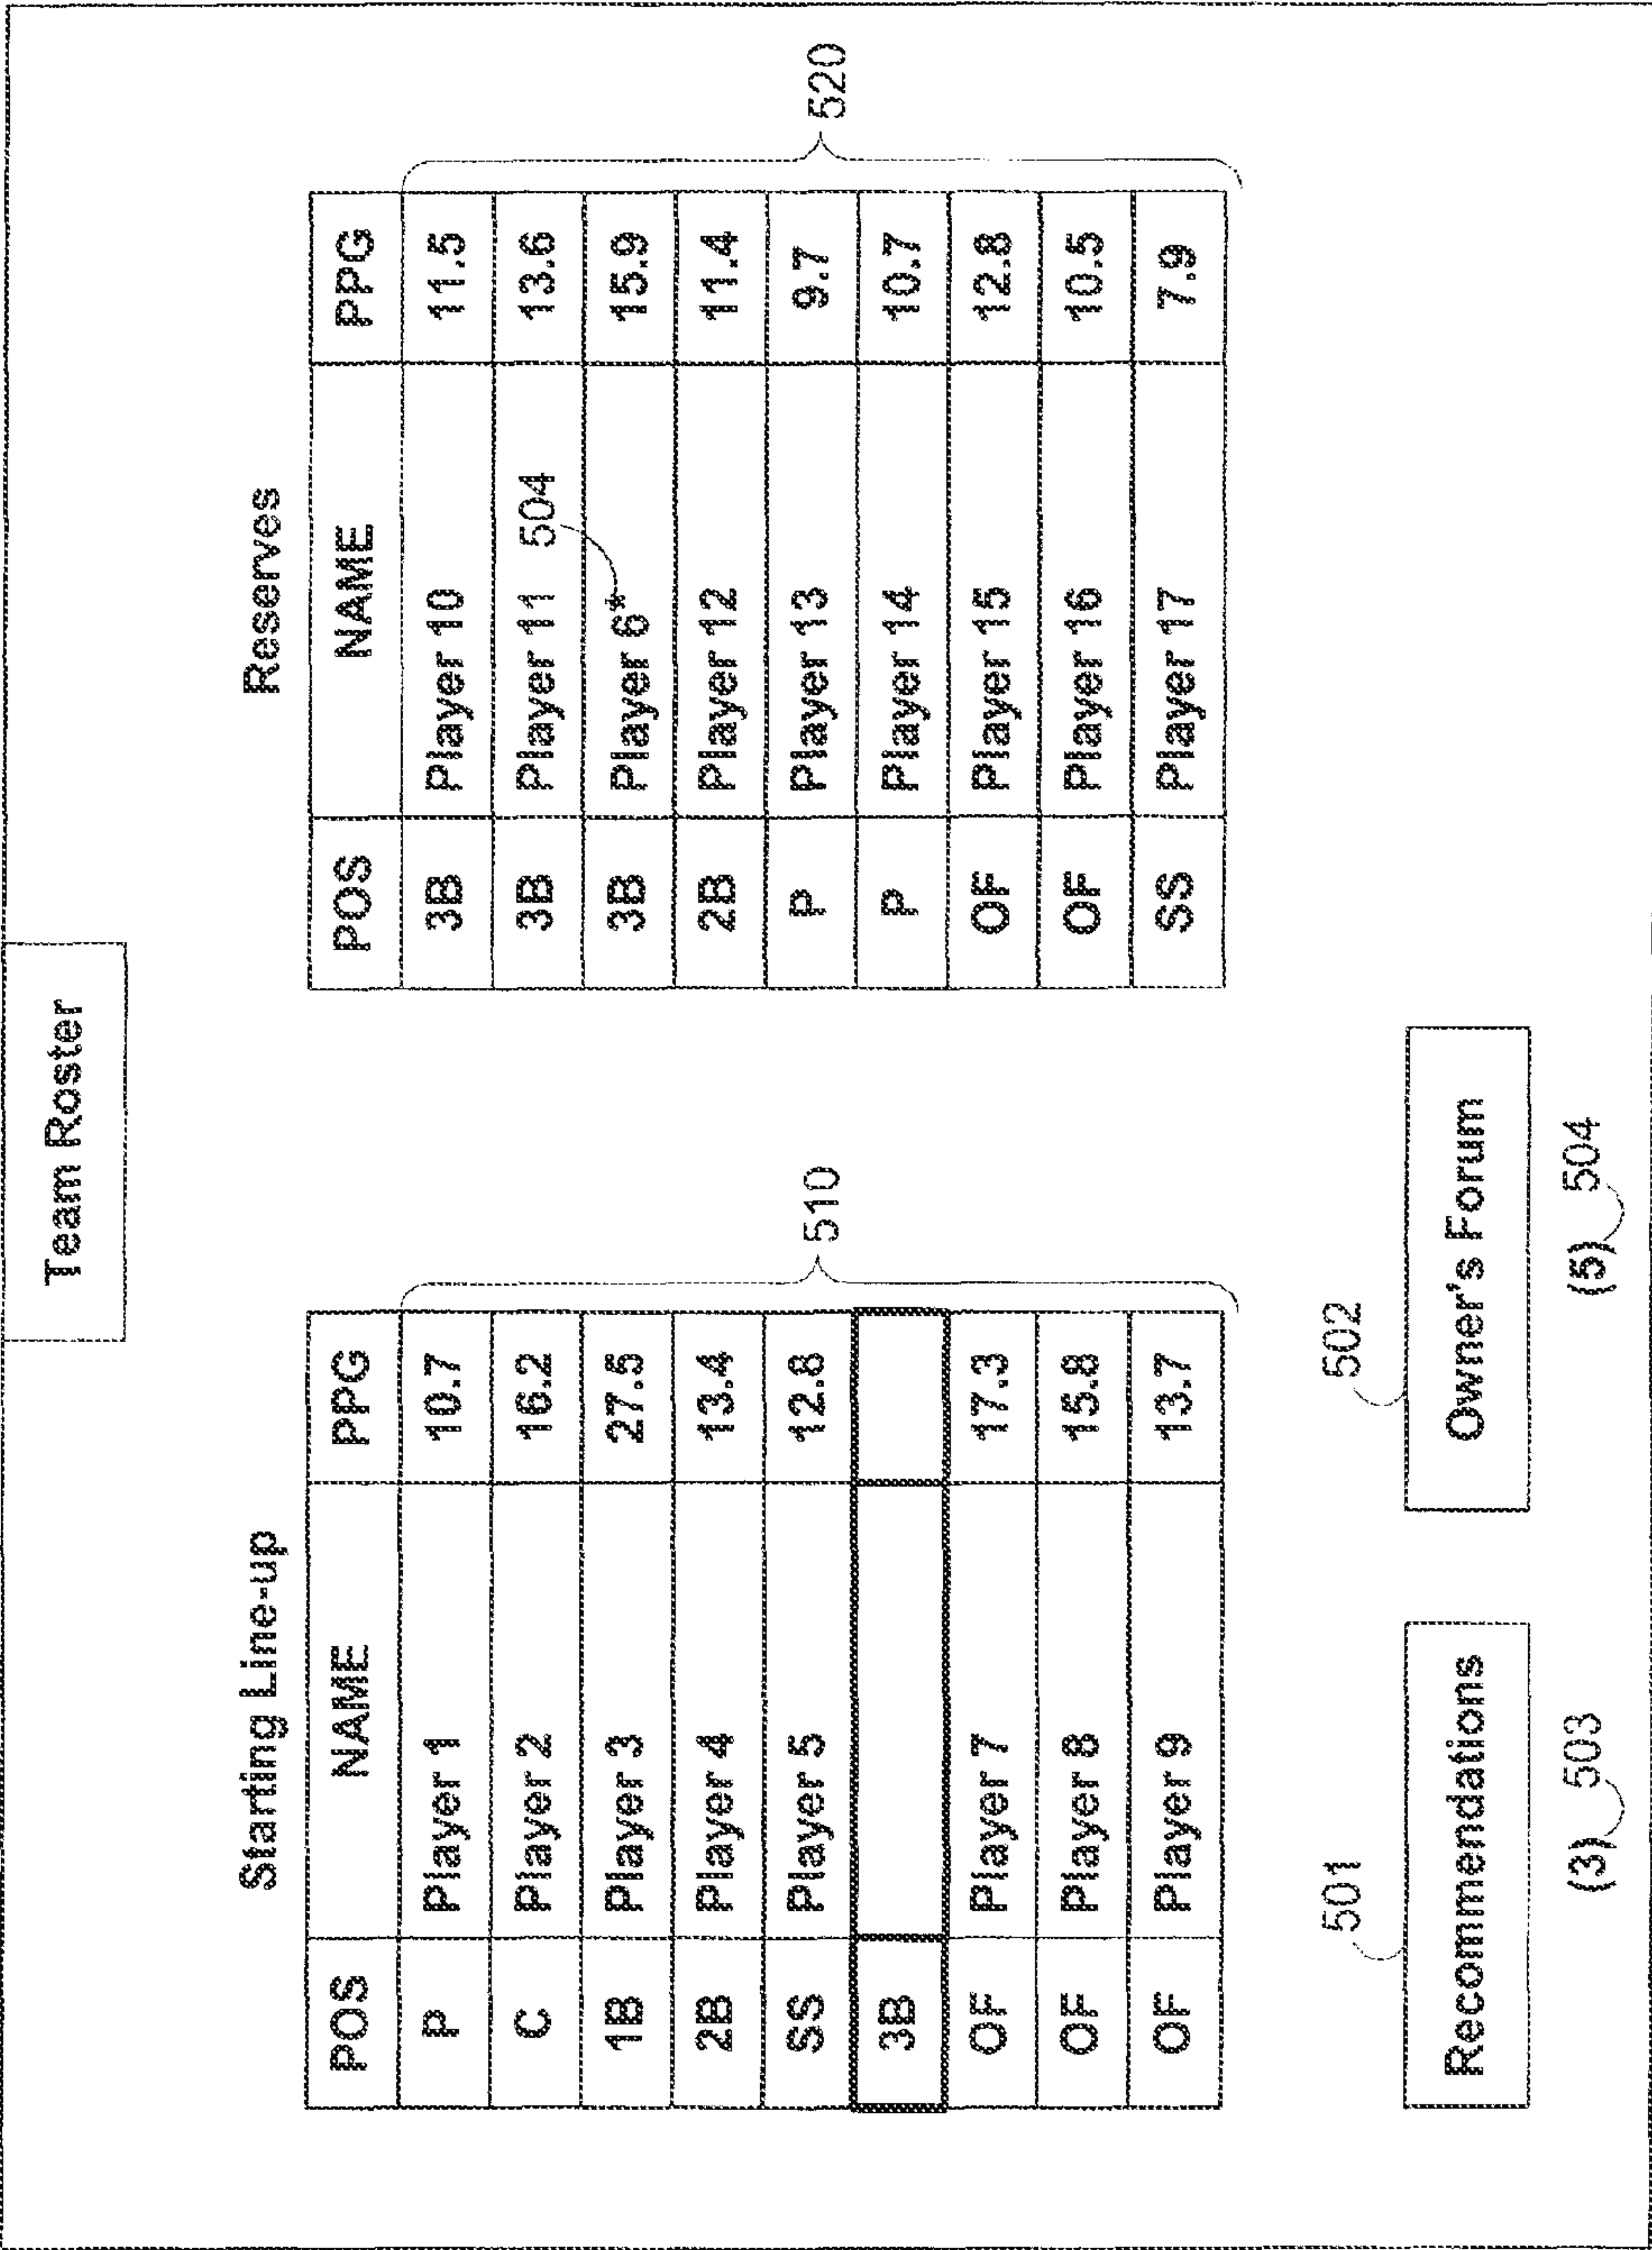 Team Roster
Starting Line-up
POS NAME PPG
P Player 1 10.7
C Player 2 16.2
1B Player 3 27.5
2B Player 4 13.4
SS Player 5 12.8
3B
OF Player 7 17.3
OF Player 8 15.8
OF Player 9 13.7
510
Reserves
POS NAME PPG
3B Player 10 11.5
3B Player 11 13.6
504
3B Player 6* 15.9
2B Player 12 11.4
P Player 13 9.7
P Player 14 10.7
OF Player 15 12.8
OF Player 16 10.5
SS Player 17 7.9
520
501
Recommendations
(3) 503
502
Owner's Forum
(5) 504